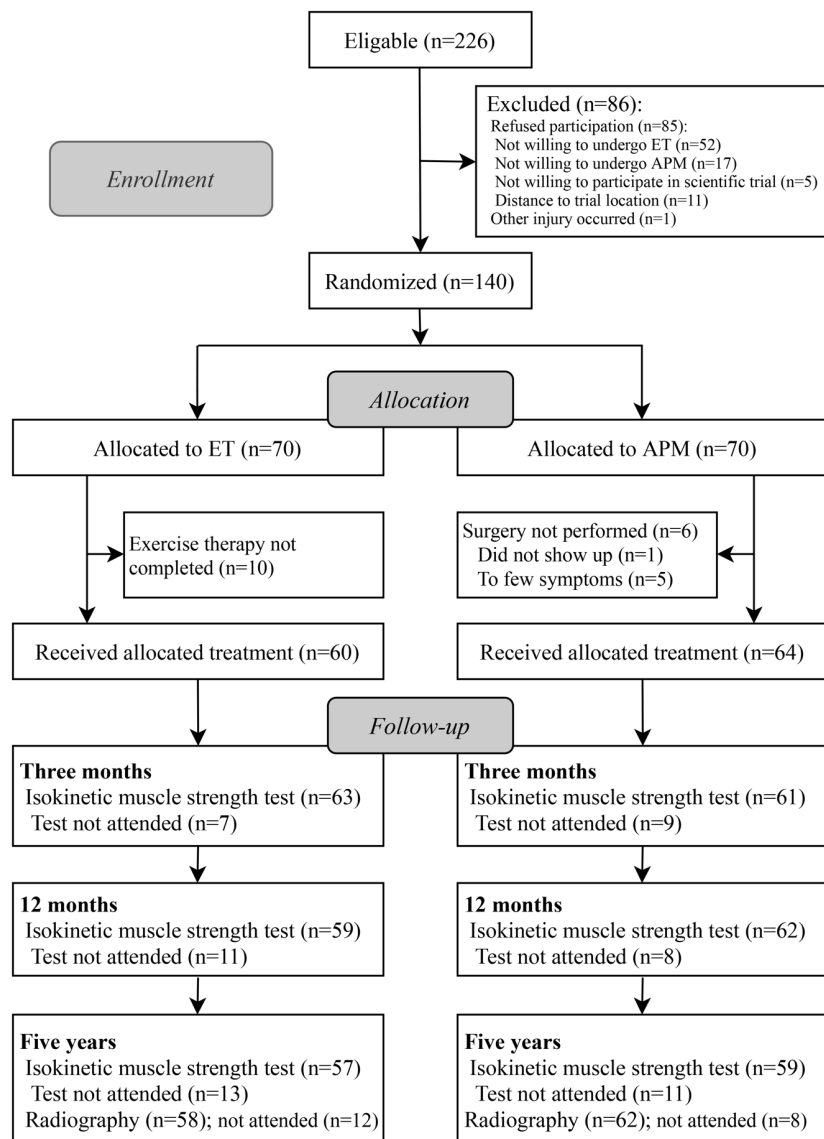 Eligable (n=226)
Excluded (n=86):
Refused participation (n=85):
Not willing to undergo ET (n=52)
Not willing to undergo APM (n=17)
Not willing to participate in scientific trial (n=5)
Distance to trial location (n=11)
Other injury occurred (n=1)
Enrollment
Randomized (n=140)
Allocation
Allocated to ET (n=70)
Allocated to APM (n=70)
Exercise therapy not
completed (n=10)
Surgery not performed (n=6)
Did not show up (n=1)
To few symptoms (n=5)
Received allocated treatment (n=60)
Received allocated treatment (n=64)
Follow-up
Three months
Isokinetic muscle strength test (n=63)
Test not attended (n=7)
Three months
Isokinetic muscle strength test (n=61)
Test not attended (n=9)
12 months
Isokinetic muscle strength test (n=59)
Test not attended (n=11)
12 months
Isokinetic muscle strength test (n=62)
Test not attended (n=8)
Five years
Isokinetic muscle strength test (n=57)
Test not attended (n=13)
Radiography (n=58); not attended (n=12)
Five years
Isokinetic muscle strength test (n=59)
Test not attended (n=11)
Radiography (n=62); not attended (n=8)